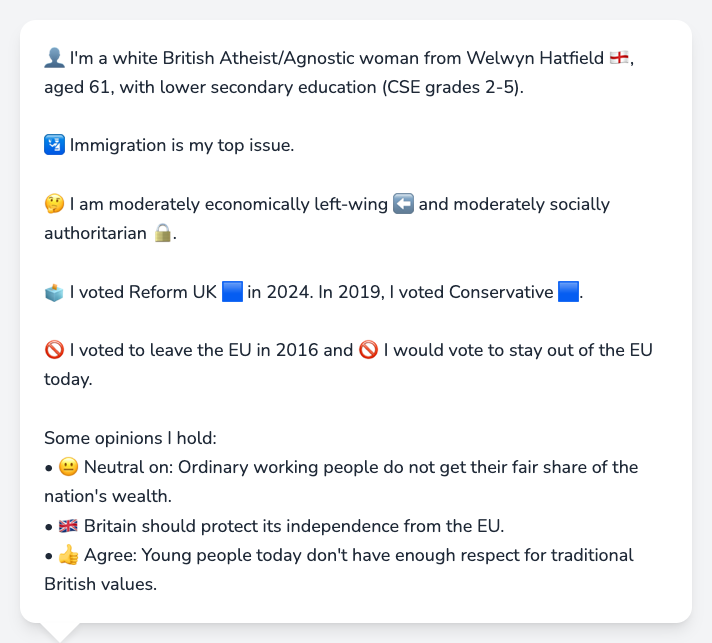 👤 I'm a white British Atheist/Agnostic woman from Welwyn Hatfield 🏴󠁧󠁢󠁥󠁮󠁧󠁿,
aged 61, with lower secondary education (CSE grades 2-5).
🛂 Immigration is my top issue.
🤔 I am moderately economically left-wing ⬅️ and moderately socially
authoritarian 🔒.
🗳️ I voted Reform UK 🟦 in 2024. In 2019, I voted Conservative 🟦.
🚫 I voted to leave the EU in 2016 and 🚫 I would vote to stay out of the EU
today.
Some opinions I hold:
• 😐 Neutral on: Ordinary working people do not get their fair share of the
nation's wealth.
• 🇬🇧 Britain should protect its independence from the EU.
• 👍 Agree: Young people today don't have enough respect for traditional
British values.